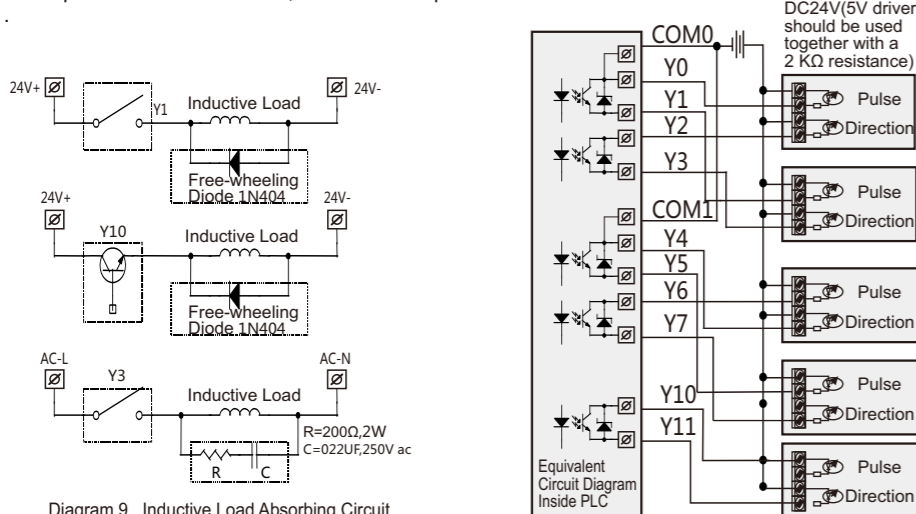 .
24V+
Y1
Inductive Load
24V-
Free-wheeling
Diode 1N404
24V+
Y10
Inductive Load
24V-
Free-wheeling
Diode 1N404
AC-L
Y3
Inductive Load
AC-N
R=200Ω,2W
C=022UF,250V ac
R
C
Diagram 9 Inductive Load Absorbing Circuit
DC24V(5V driver
should be used
together with a
2 KΩ resistance)
COM0
Y0
Y1
Y2
Y3
COM1
Y4
Y5
Y6
Y7
Y10
Y11
Equivalent
Circuit Diagram
Inside PLC
Pulse
Direction
Pulse
Direction
Pulse
Direction
Pulse
Direction
Pulse
Direction